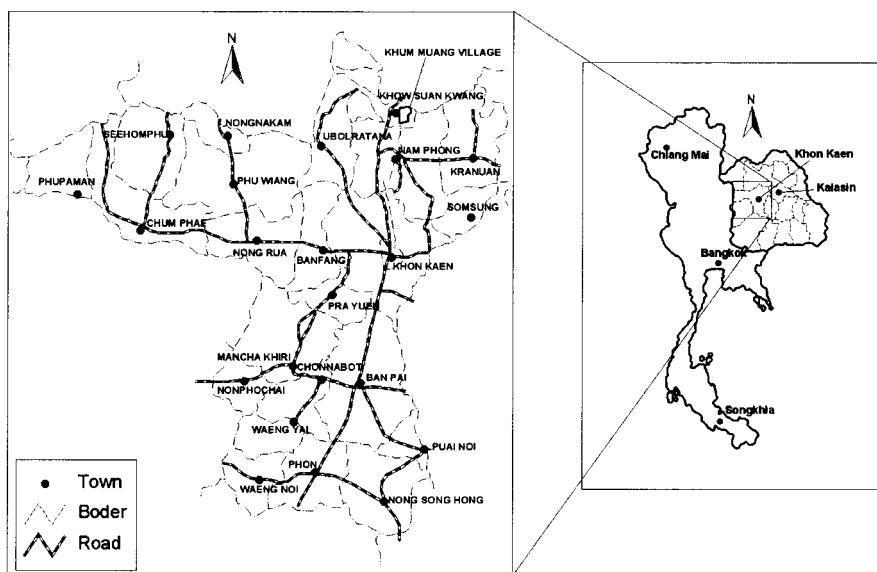 N
KHUM MUANG VILLAGE
KHOW SUAN KWANG
SEEHOMPHU
NONGNAKAM
UBOLRATANA
NAM PHONG
KRANUAN
PHUPAMAN
PHU WIANG
SOMSUNG
CHUM PHAE
NONG RUA
BANFANG
KHON KAEN
PRA YUEN
MANCHA KHIRI
CHONNABOT
NONPHOCHAI
BAN PAI
WAENG YAI
PUAI NOI
PHON
WAENG NOI
NONG SONG HONG
Town
Boder
Road
N
Chiang Mai
Khon Kaen
Kalasin
Bangkok
Songkhla